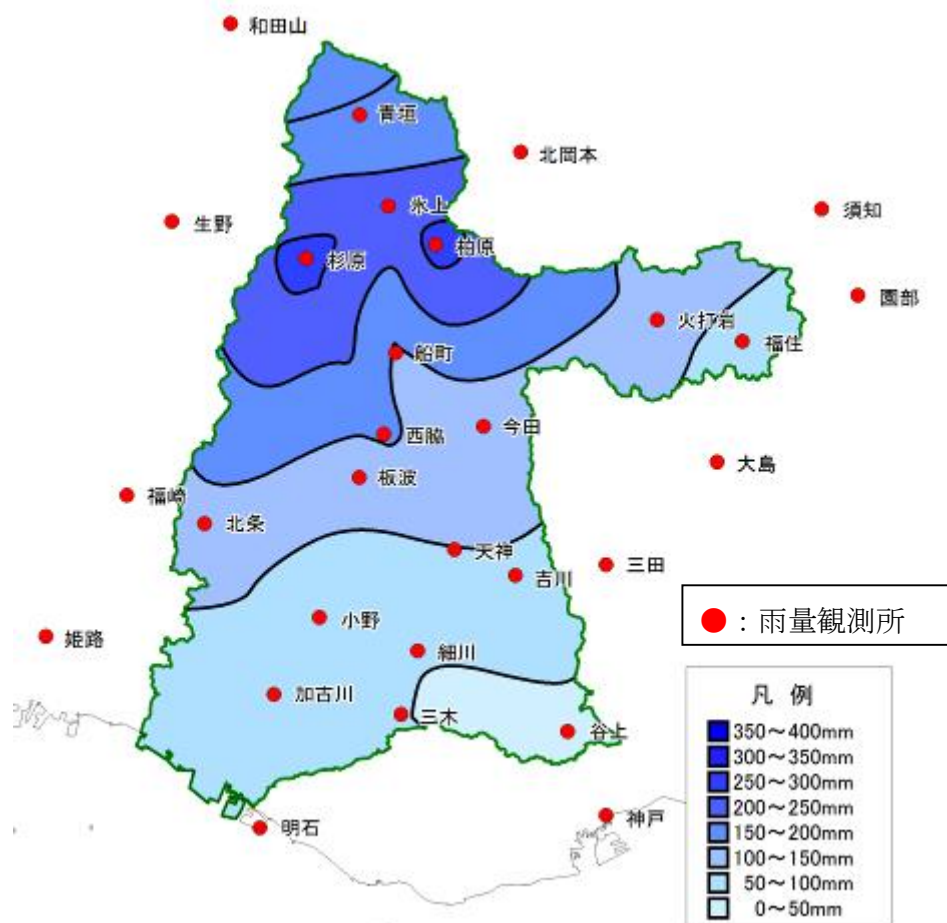 和田山
青垣
北岡本
氷上
須知
生野
柏原
杉原
園部
火打岩
福住
船町
今田
西脇
大島
板波
福崎
北条
天神
三田
吉川
小野
：雨量観測所
姫路
細川
加古川
三木
谷上
神戸
明石
凡 例
350～400mm
300～350mm
250～300mm
200～250mm
150～200mm
100～150mm
50～100mm
0～50mm